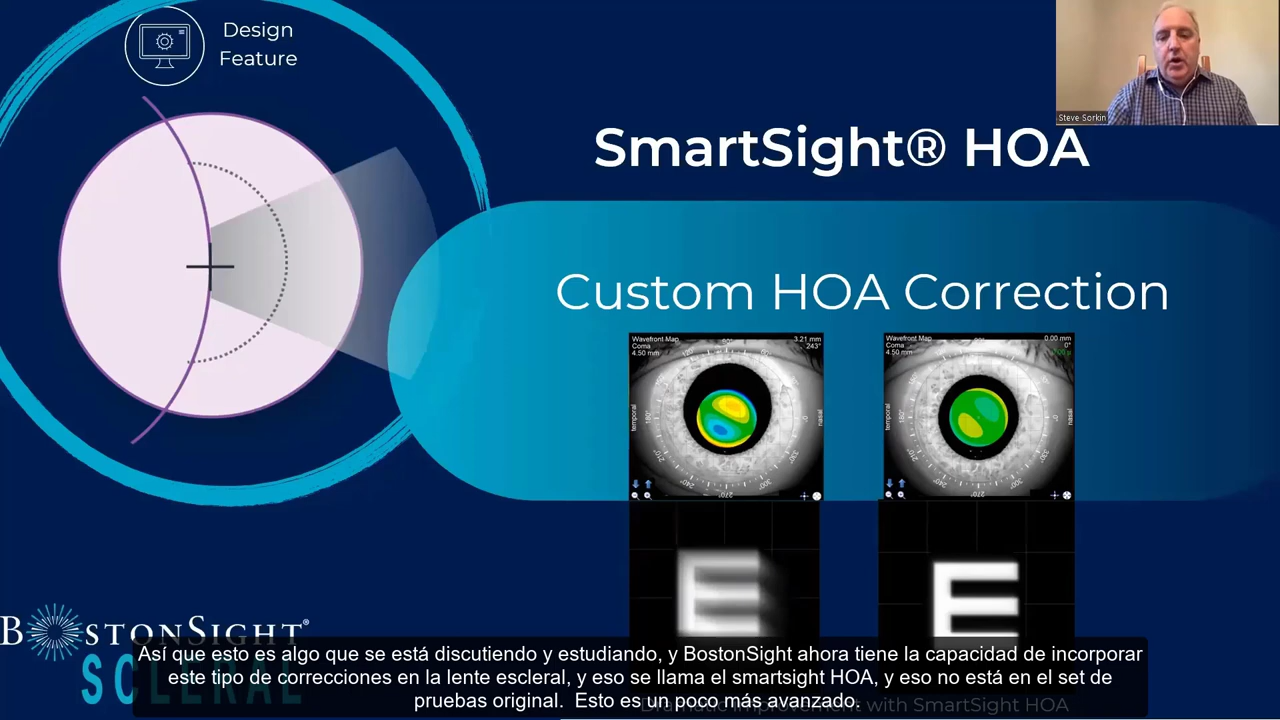 Design
Feature
Steve Sorkin
SmartSight® HOA
Custom HOA Correction
Wavefront Map
Coma
4.50 mm
3.21 mm
243°
temporal
nasal
Wavefront Map
Coma
4.50 mm
0.00 mm
0°
temporal
nasal
E
E
BOSTONSIGHT®
SCLERAL
Así que esto es algo que se está discutiendo y estudiando, y BostonSight ahora tiene la capacidad de incorporar
este tipo de correcciones en la lente escleral, y eso se llama el smartsight HOA, y eso no está en el set de
pruebas original. Esto es un poco más avanzado.
Dramatic improvement with SmartSight HOA